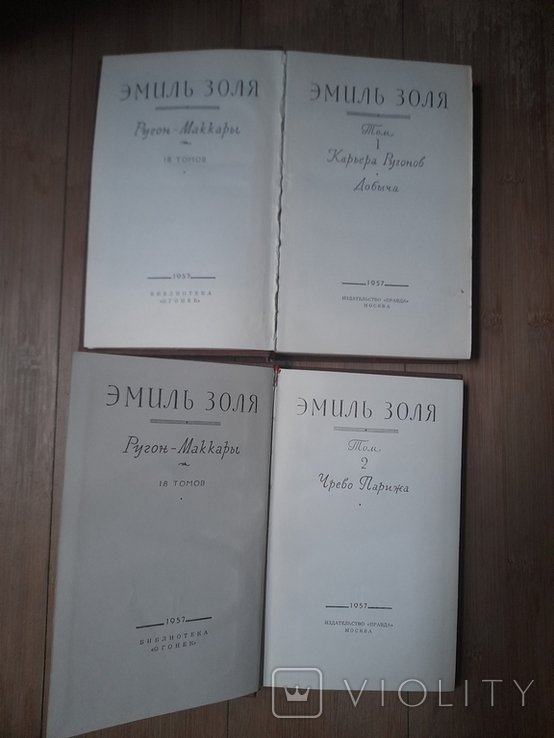 ЭМИЛЬ ЗОЛЯ
Ругон-Маккары
18 ТОМОВ
1957
БИБЛИОТЕКА
«ОГОНЕК»
ЭМИЛЬ ЗОЛЯ
Том
1
Карьера Ругонов
Добыча
1957
ИЗДАТЕЛЬСТВО «ПРАВДА»
МОСКВА
ЭМИЛЬ ЗОЛЯ
Ругон-Маккары
18 ТОМОВ
1957
БИБЛИОТЕКА
«ОГОНЕК»
ЭМИЛЬ ЗОЛЯ
Том
2
Чрево Парижа
1957
ИЗДАТЕЛЬСТВО «ПРАВДА»
МОСКВА
VIOLITY